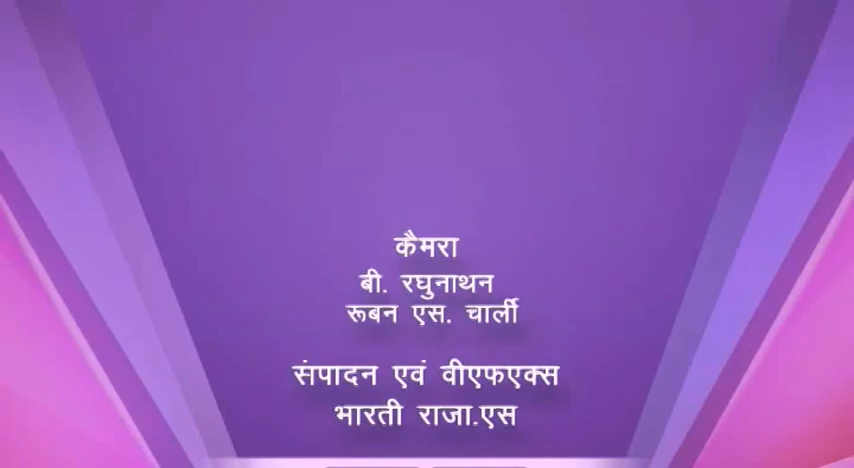 कैमरा
बी. रघुनाथन
रूबन एस. चार्ली
संपादन एवं वीएफएक्स
भारती राजा.एस